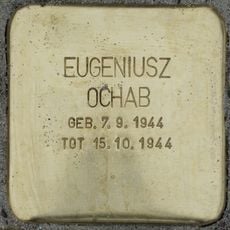 EUGENIUSZ
OCHAB
GEB. 7. 9. 1944
TOT 15. 10. 1944